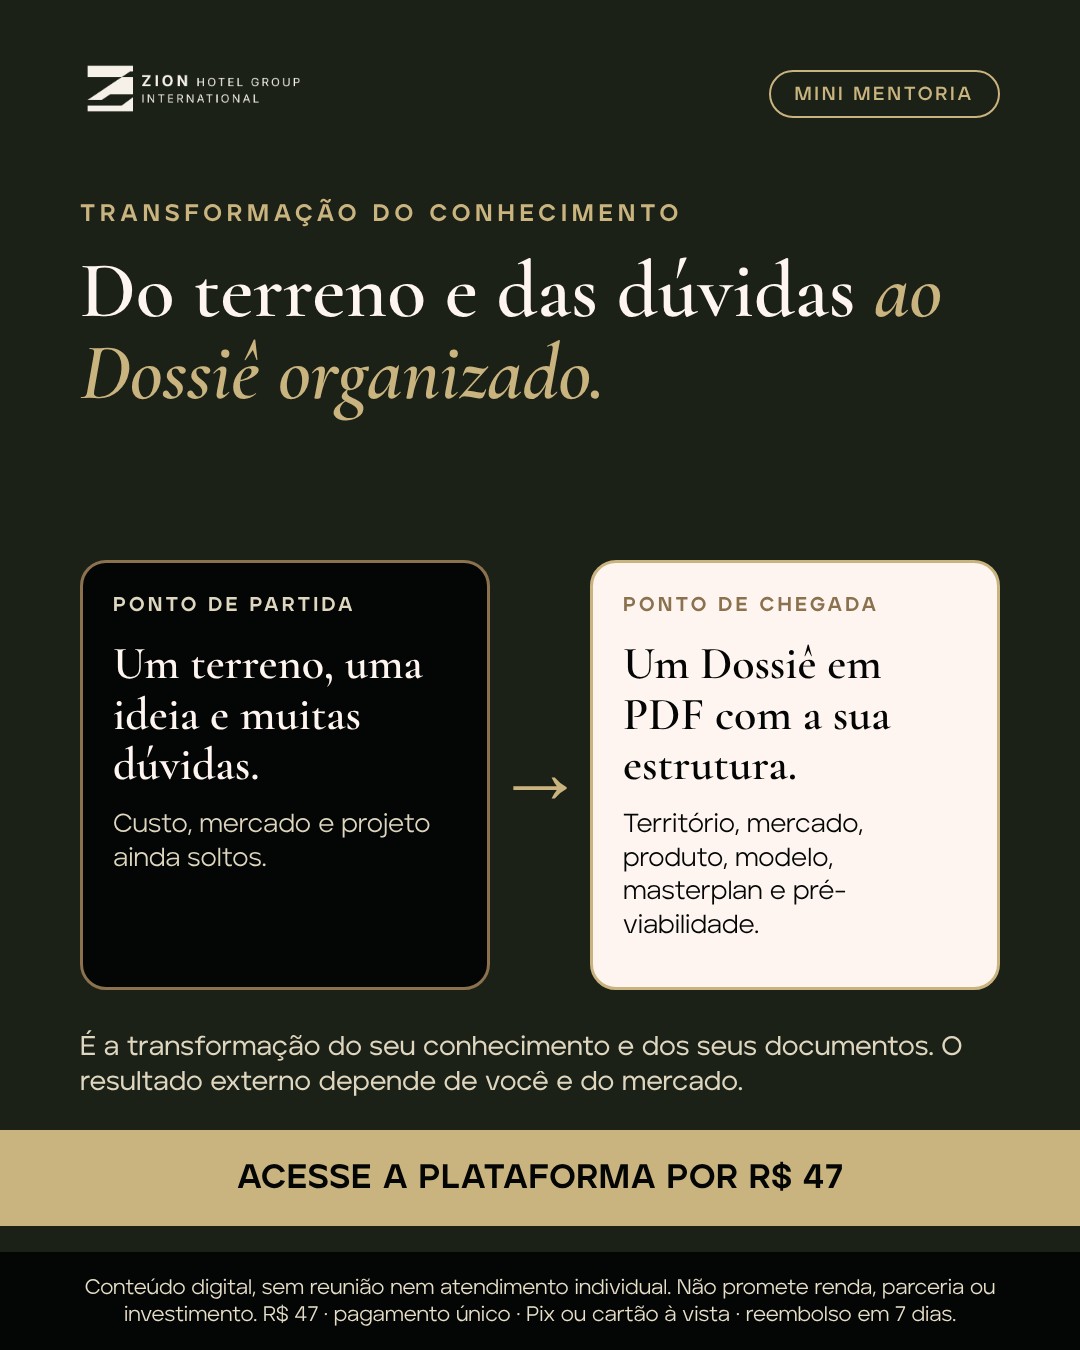 ZION HOTEL GROUP
INTERNATIONAL
MINI MENTORIA
TRANSFORMAÇÃO DO CONHECIMENTO
Do terreno e das dúvidas ao
Dossiê organizado.
PONTO DE PARTIDA
Um terreno, uma
ideia e muitas
dúvidas.
Custo, mercado e projeto
ainda soltos.
→
PONTO DE CHEGADA
Um Dossiê em
PDF com a sua
estrutura.
Território, mercado,
produto, modelo,
masterplan e pré-
viabilidade.
É a transformação do seu conhecimento e dos seus documentos. O
resultado externo depende de você e do mercado.
ACESSE A PLATAFORMA POR R$ 47
Conteúdo digital, sem reunião nem atendimento individual. Não promete renda, parceria ou
investimento. R$ 47 · pagamento único · Pix ou cartão à vista · reembolso em 7 dias.